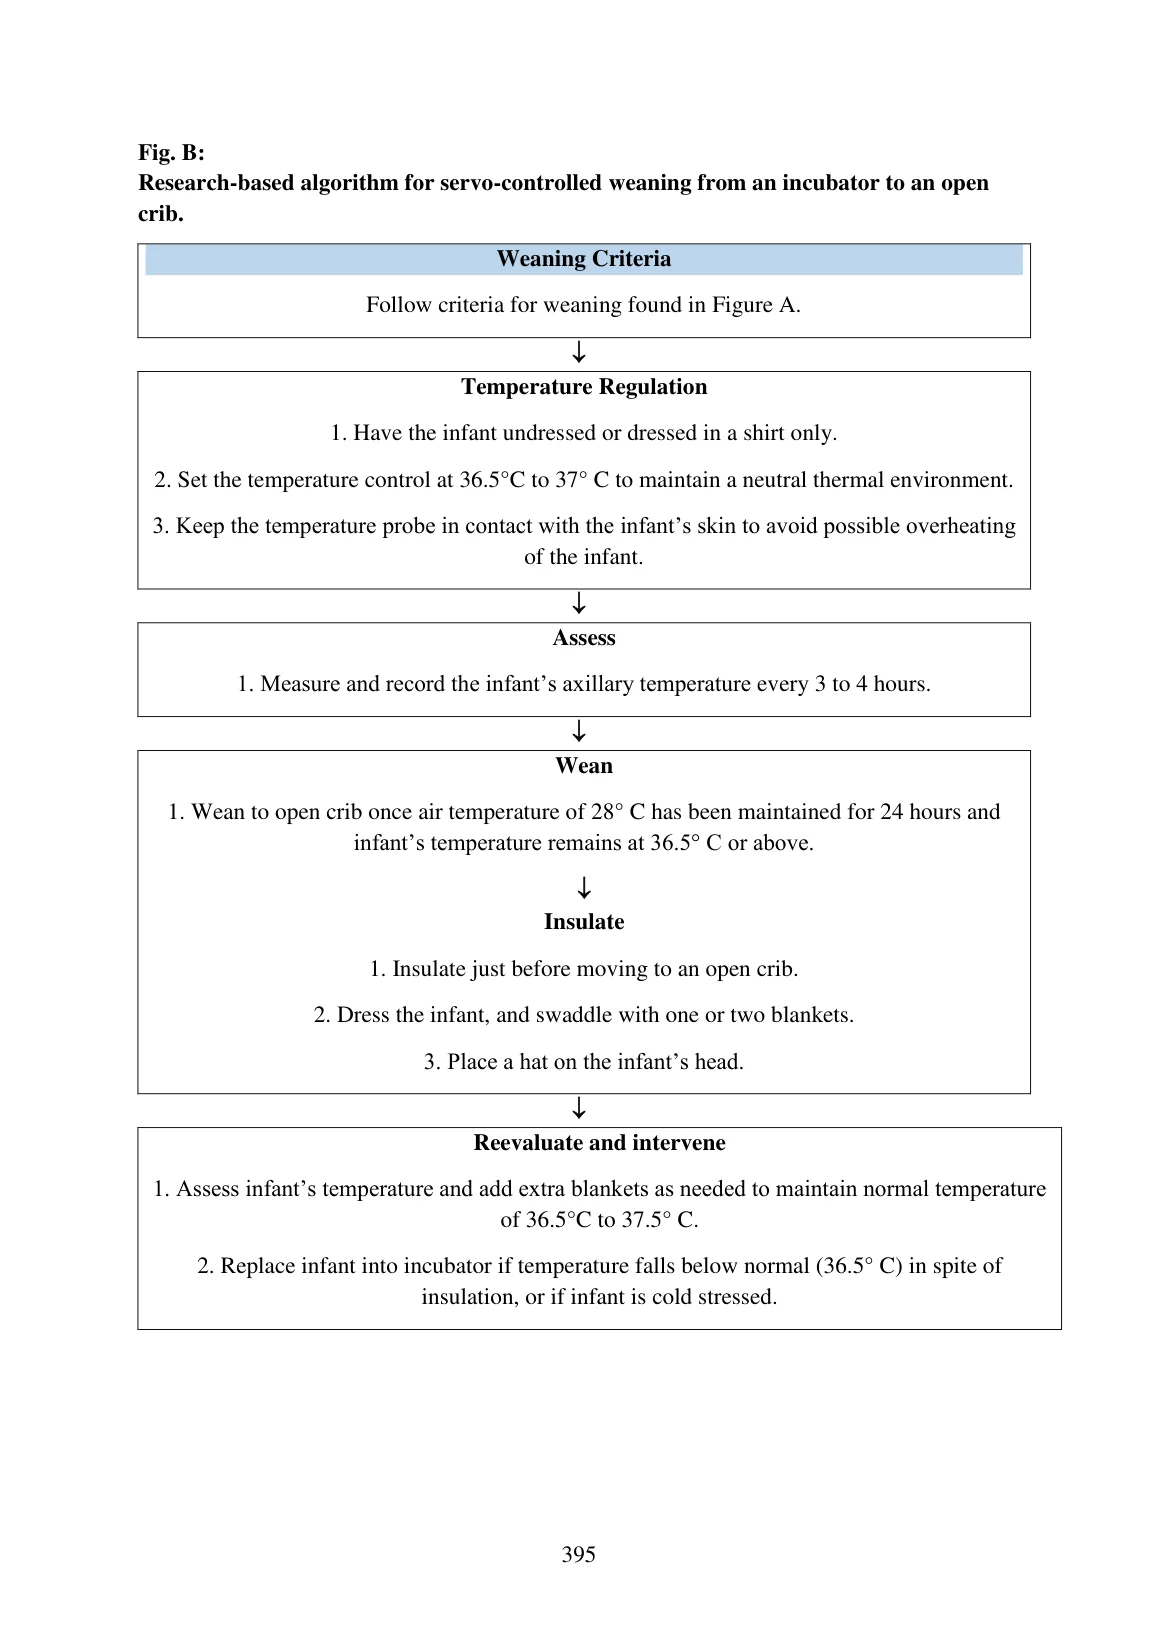 Fig. B:
Research-based algorithm for servo-controlled weaning from an incubator to an open
crib.
Weaning Criteria
Follow criteria for weaning found in Figure A.
↓
Temperature Regulation
1. Have the infant undressed or dressed in a shirt only.
2. Set the temperature control at 36.5°C to 37° C to maintain a neutral thermal environment.
3. Keep the temperature probe in contact with the infant’s skin to avoid possible overheating
of the infant.
↓
Assess
1. Measure and record the infant’s axillary temperature every 3 to 4 hours.
↓
Wean
1. Wean to open crib once air temperature of 28° C has been maintained for 24 hours and
infant’s temperature remains at 36.5° C or above.
↓
Insulate
1. Insulate just before moving to an open crib.
2. Dress the infant, and swaddle with one or two blankets.
3. Place a hat on the infant’s head.
↓
Reevaluate and intervene
1. Assess infant’s temperature and add extra blankets as needed to maintain normal temperature
of 36.5°C to 37.5° C.
2. Replace infant into incubator if temperature falls below normal (36.5° C) in spite of
insulation, or if infant is cold stressed.
395